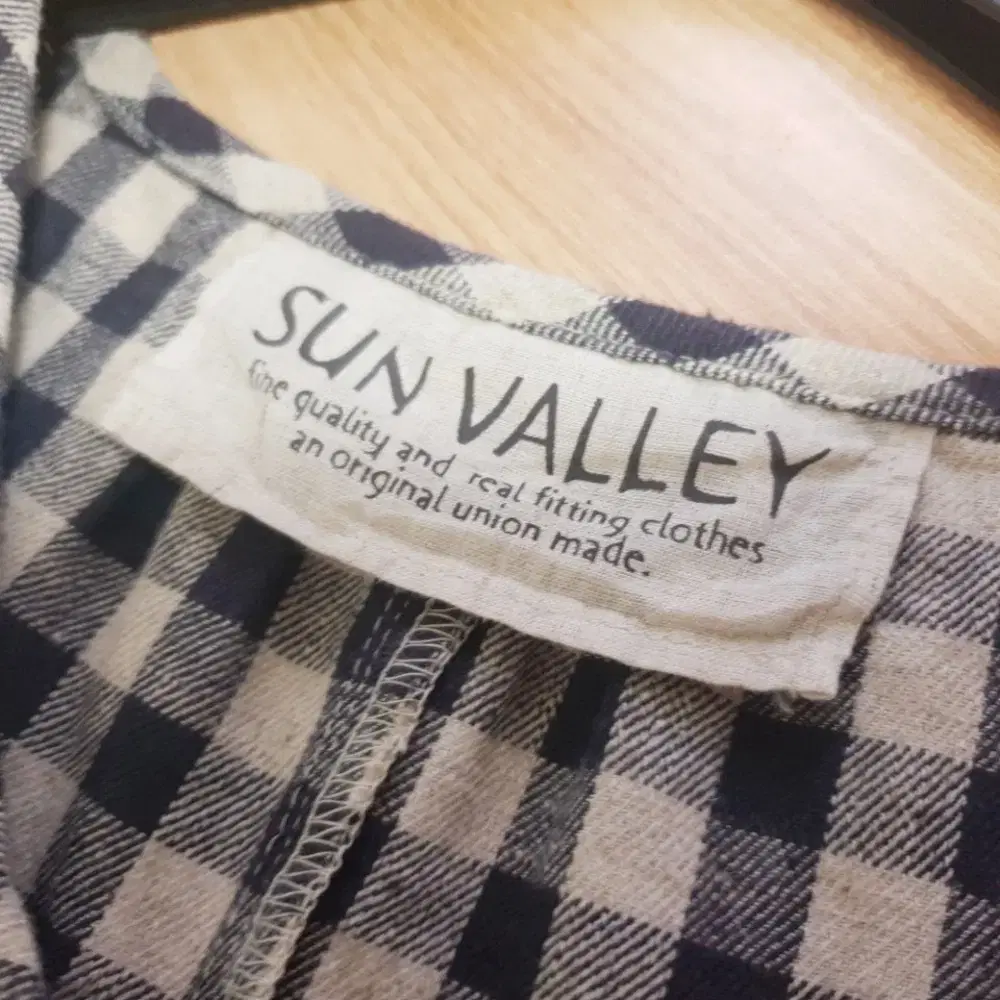 SUN VALLEY
fine quality and real fitting clothes
an original union made.